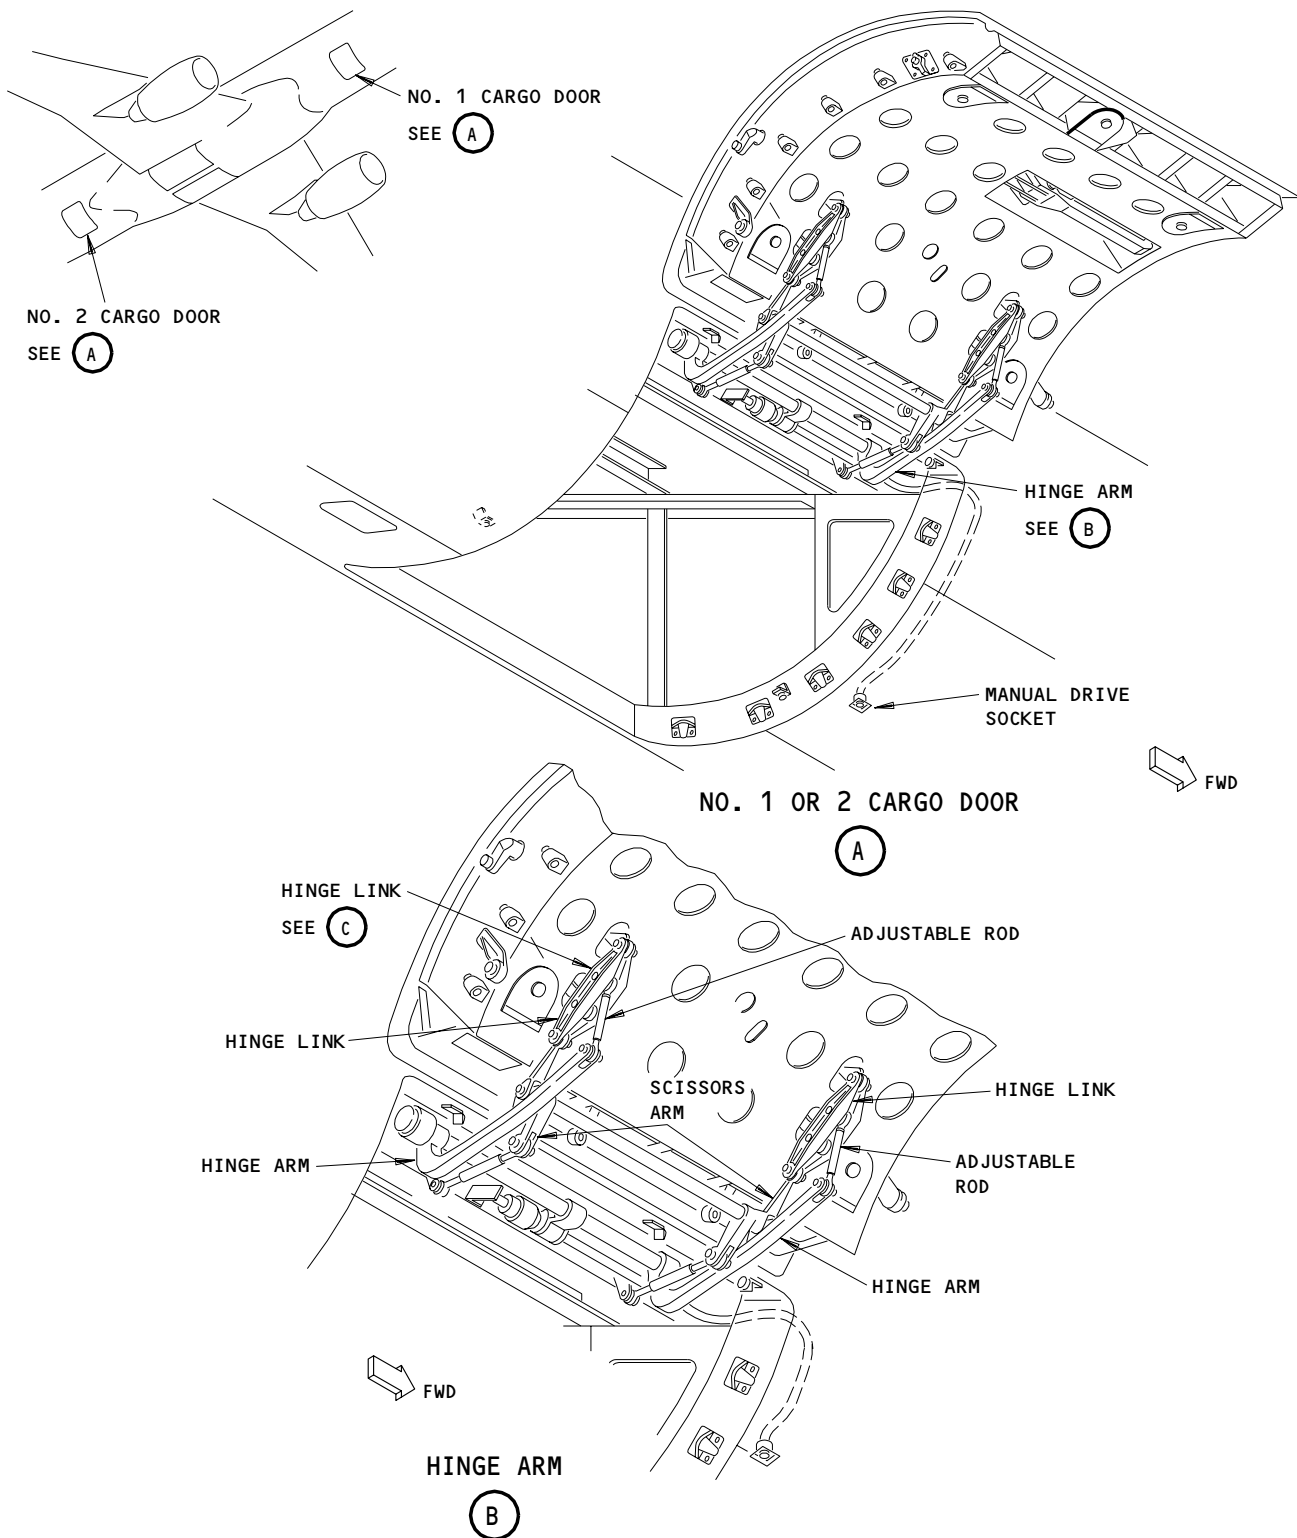 NO. 1 CARGO DOOR
SEE A
NO. 2 CARGO DOOR
SEE A
HINGE ARM
SEE B
MANUAL DRIVE
SOCKET
FWD
NO. 1 OR 2 CARGO DOOR
A
HINGE LINK
SEE C
ADJUSTABLE ROD
HINGE LINK
SCISSORS
ARM
HINGE LINK
HINGE ARM
ADJUSTABLE
ROD
HINGE ARM
FWD
HINGE ARM
B